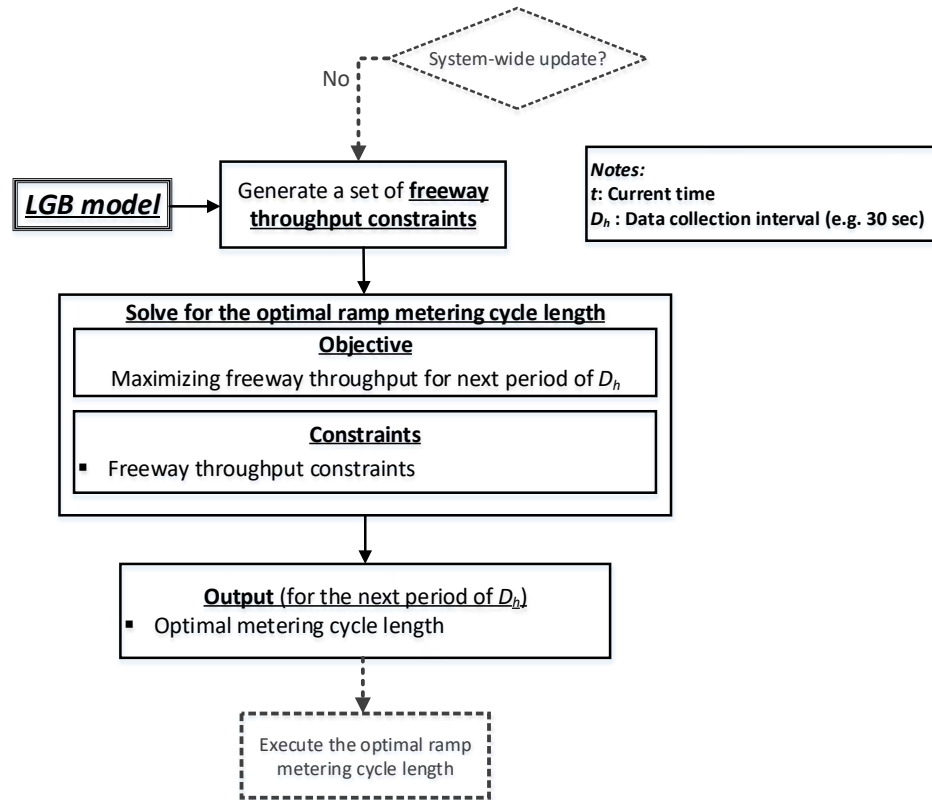 System-wide update?
No
LGB model
Generate a set of freeway
throughput constraints
Notes:
t: Current time
Dh : Data collection interval (e.g. 30 sec)
Solve for the optimal ramp metering cycle length
Objective
Maximizing freeway throughput for next period of Dh
Constraints
▪ Freeway throughput constraints
Output (for the next period of Dh)
▪ Optimal metering cycle length
Execute the optimal ramp
metering cycle length